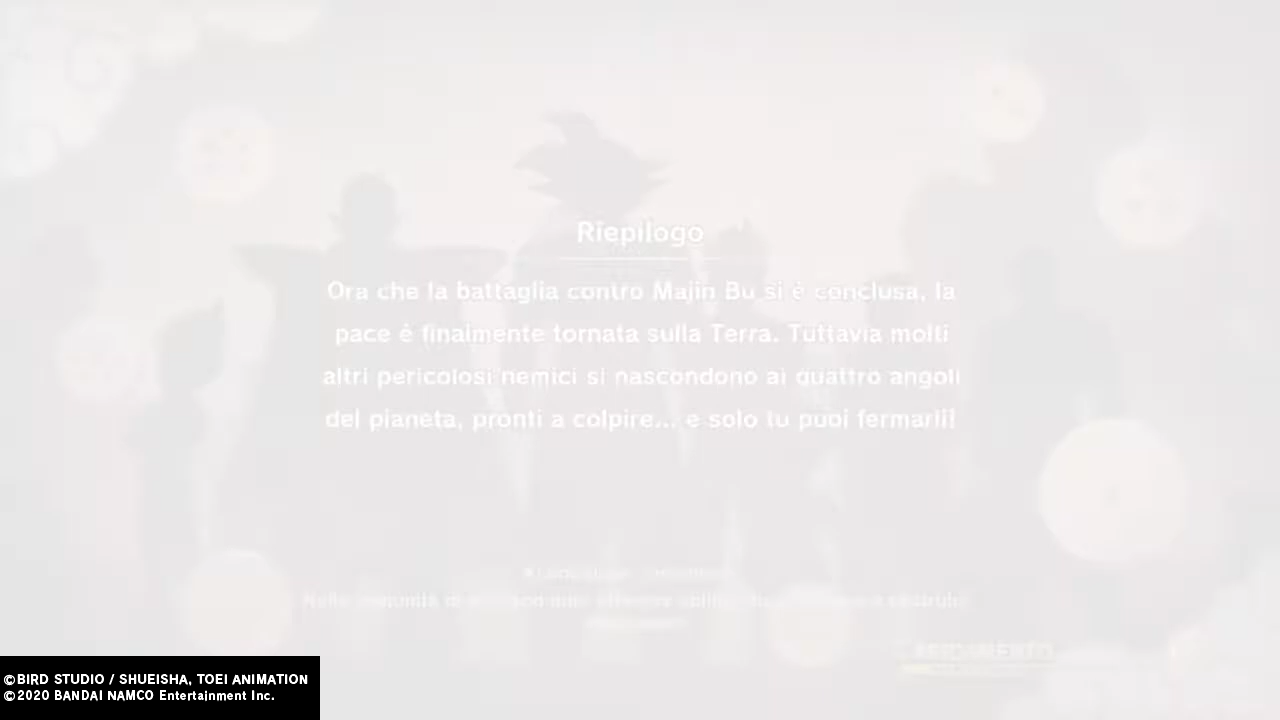 Riepilogo
Ora che la battaglia contro Majin Bu si è conclusa, la
pace è finalmente tornata sulla Terra. Tuttavia molti
altri pericolosi nemici si nascondono ai quattro angoli
del pianeta, pronti a colpire... e solo tu puoi fermarli!
CARICAMENTO
©BIRD STUDIO / SHUEISHA, TOEI ANIMATION
©2020 BANDAI NAMCO Entertainment Inc.